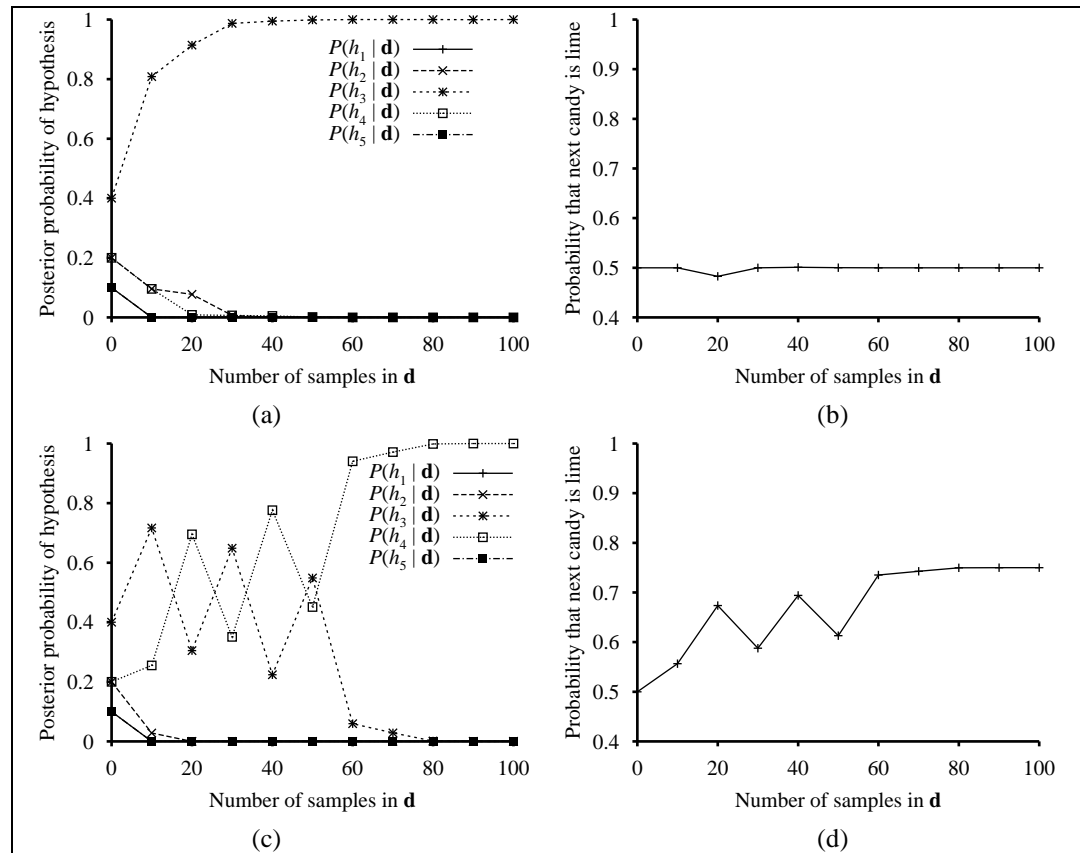 Posterior probability of hypothesis
1
0.8
0.6
0.4
0.2
0
P(h1 | d)
P(h2 | d)
P(h3 | d)
P(h4 | d)
P(h5 | d)
0 20 40 60 80 100
Number of samples in d
(a)
Probability that next candy is lime
1
0.9
0.8
0.7
0.6
0.5
0.4
0 20 40 60 80 100
Number of samples in d
(b)
Posterior probability of hypothesis
1
0.8
0.6
0.4
0.2
0
P(h1 | d)
P(h2 | d)
P(h3 | d)
P(h4 | d)
P(h5 | d)
0 20 40 60 80 100
Number of samples in d
(c)
Probability that next candy is lime
1
0.9
0.8
0.7
0.6
0.5
0.4
0 20 40 60 80 100
Number of samples in d
(d)